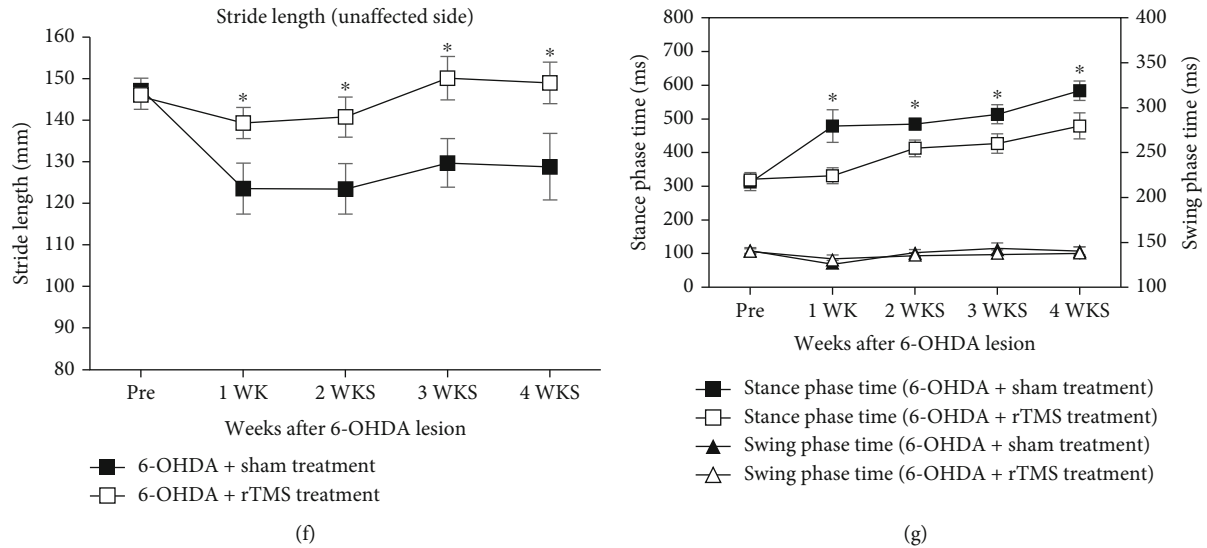 Stride length (unaffected side)
Stride length (mm)
160
150
140
130
120
110
100
90
80
*
*
*
*
Pre
1 WK
2 WKS
3 WKS
4 WKS
Weeks after 6-OHDA lesion
6-OHDA + sham treatment
6-OHDA + rTMS treatment
(f)
Stance phase time (ms)
800
700
600
500
400
300
200
100
0
*
*
*
*
400
350
300
250
200
150
100
Swing phase time (ms)
Pre
1 WK
2 WKS
3 WKS
4 WKS
Weeks after 6-OHDA lesion
Stance phase time (6-OHDA + sham treatment)
Stance phase time (6-OHDA + rTMS treatment)
Swing phase time (6-OHDA + sham treatment)
Swing phase time (6-OHDA + rTMS treatment)
(g)